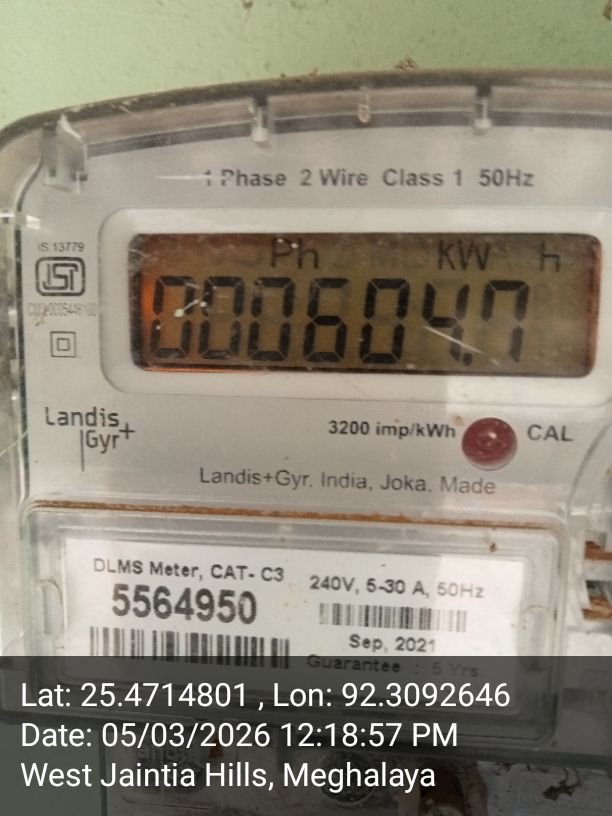 1 Phase 2 Wire Class 1 50Hz
IS 13779
Ph kW h
000604.7
Landis
Gyr+
3200 imp/kWh CAL
Landis+Gyr. India, Joka, Made
DLMS Meter, CAT- C3
240V, 5-30 A, 50Hz
5564950
Sep, 2021
Guarantee : 5 Yrs
Lat: 25.4714801 , Lon: 92.3092646
Date: 05/03/2026 12:18:57 PM
West Jaintia Hills, Meghalaya